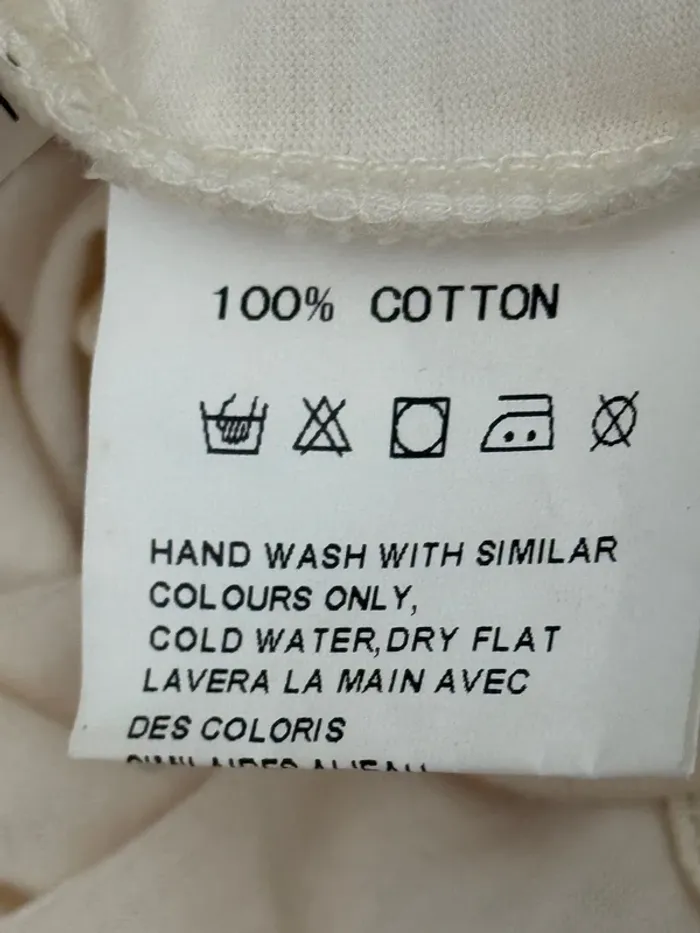 100% COTTON
HAND WASH WITH SIMILAR
COLOURS ONLY,
COLD WATER,DRY FLAT
LAVERA LA MAIN AVEC
DES COLORIS